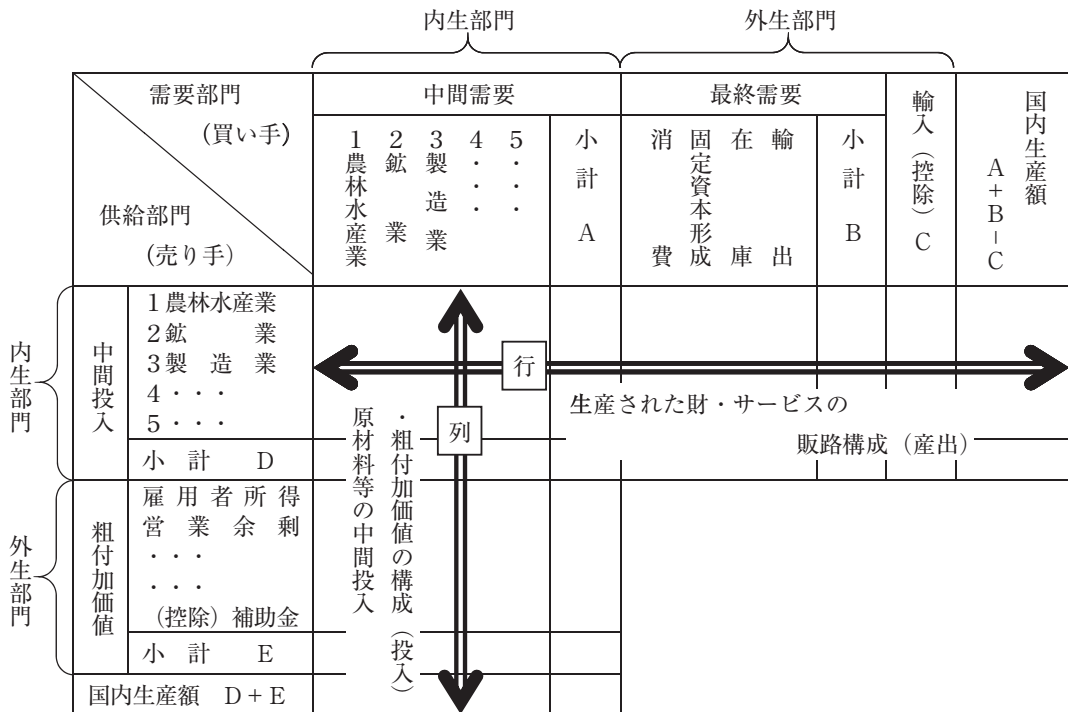 内生部門
外生部門
需要部門
(買い手)
供給部門
(売り手)
中間需要
最終需要
1農林水産業
2鉱業
3製造業
4・・・
5・・・
小計 A
消費
固定資本形成
在庫
輸出
小計 B
輸入(控除)C
国内生産額
A+B-C
内生部門
中間投入
1農林水産業
2鉱業
3製造業
4・・・
5・・・
小計 D
行
列
生産された財・サービスの
販路構成(産出)
原材料等の中間投入
・粗付加価値の構成(投入)
外生部門
粗付加価値
雇用者所得
営業余剰
・・・
・・・
(控除)補助金
小計 E
国内生産額 D+E